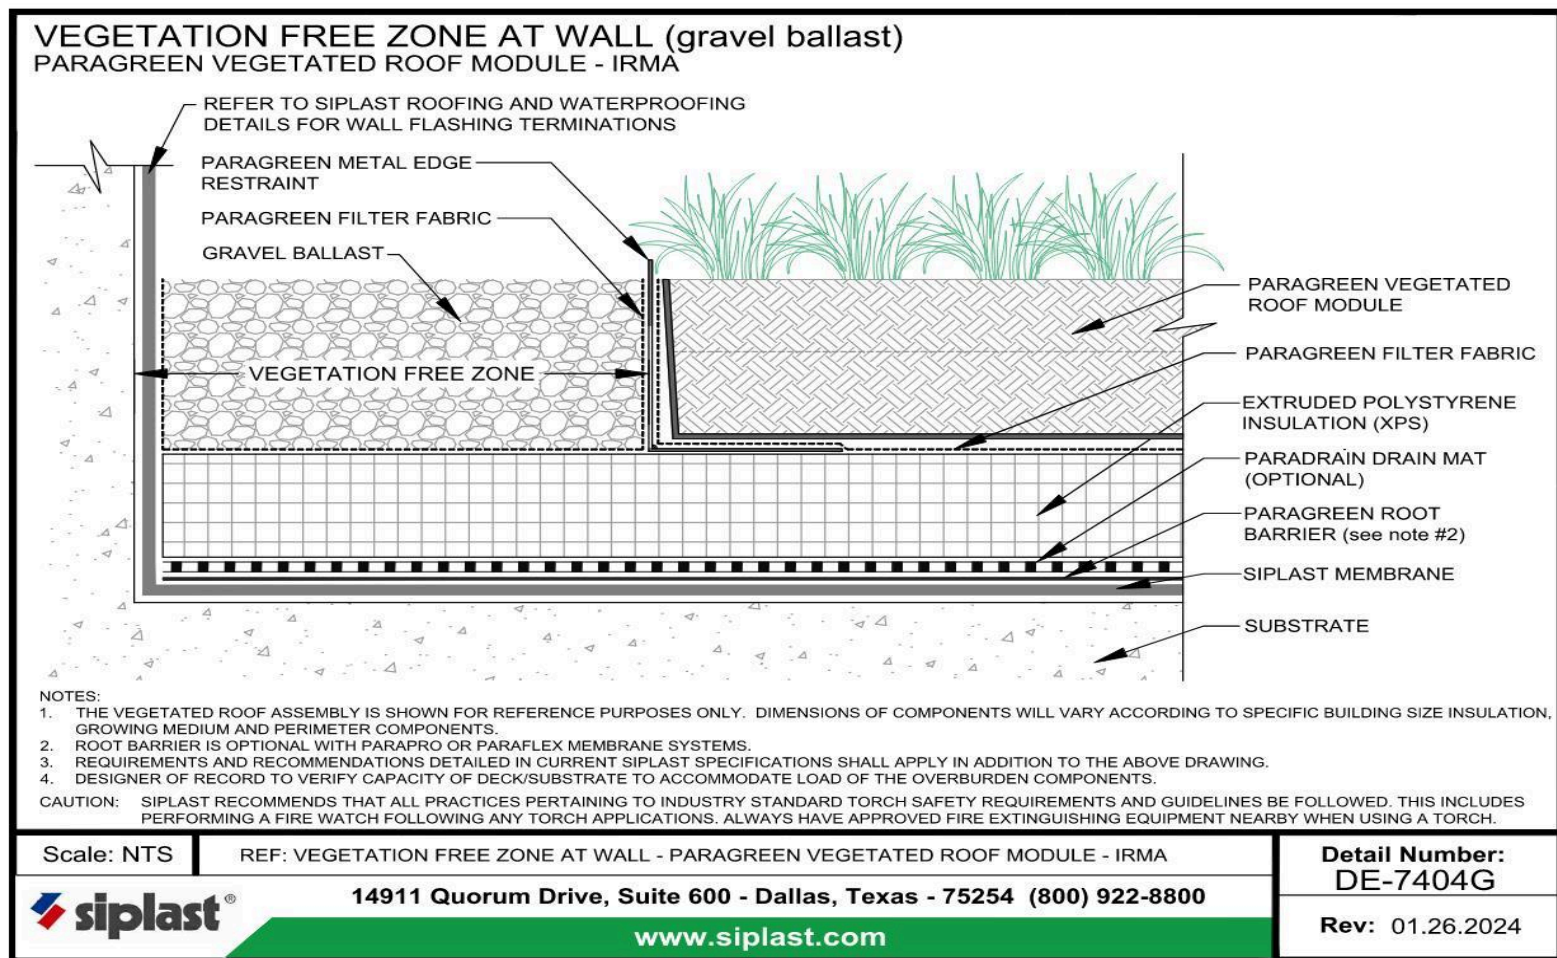 VEGETATION FREE ZONE AT WALL (gravel ballast)
PARAGREEN VEGETATED ROOF MODULE - IRMA
REFER TO SIPLAST ROOFING AND WATERPROOFING
DETAILS FOR WALL FLASHING TERMINATIONS
PARAGREEN METAL EDGE
RESTRAINT
PARAGREEN FILTER FABRIC
GRAVEL BALLAST
VEGETATION FREE ZONE
PARAGREEN VEGETATED
ROOF MODULE
PARAGREEN FILTER FABRIC
EXTRUDED POLYSTYRENE
INSULATION (XPS)
PARADRAIN DRAIN MAT
(OPTIONAL)
PARAGREEN ROOT
BARRIER (see note #2)
SIPLAST MEMBRANE
SUBSTRATE
NOTES:
1. THE VEGETATED ROOF ASSEMBLY IS SHOWN FOR REFERENCE PURPOSES ONLY. DIMENSIONS OF COMPONENTS WILL VARY ACCORDING TO SPECIFIC BUILDING SIZE INSULATION,
GROWING MEDIUM AND PERIMETER COMPONENTS.
2. ROOT BARRIER IS OPTIONAL WITH PARAPRO OR PARAFLEX MEMBRANE SYSTEMS.
3. REQUIREMENTS AND RECOMMENDATIONS DETAILED IN CURRENT SIPLAST SPECIFICATIONS SHALL APPLY IN ADDITION TO THE ABOVE DRAWING.
4. DESIGNER OF RECORD TO VERIFY CAPACITY OF DECK/SUBSTRATE TO ACCOMMODATE LOAD OF THE OVERBURDEN COMPONENTS.
CAUTION: SIPLAST RECOMMENDS THAT ALL PRACTICES PERTAINING TO INDUSTRY STANDARD TORCH SAFETY REQUIREMENTS AND GUIDELINES BE FOLLOWED. THIS INCLUDES
PERFORMING A FIRE WATCH FOLLOWING ANY TORCH APPLICATIONS. ALWAYS HAVE APPROVED FIRE EXTINGUISHING EQUIPMENT NEARBY WHEN USING A TORCH.
Scale: NTS
REF: VEGETATION FREE ZONE AT WALL - PARAGREEN VEGETATED ROOF MODULE - IRMA
siplast®
14911 Quorum Drive, Suite 600 - Dallas, Texas - 75254 (800) 922-8800
www.siplast.com
Detail Number:
DE-7404G
Rev: 01.26.2024